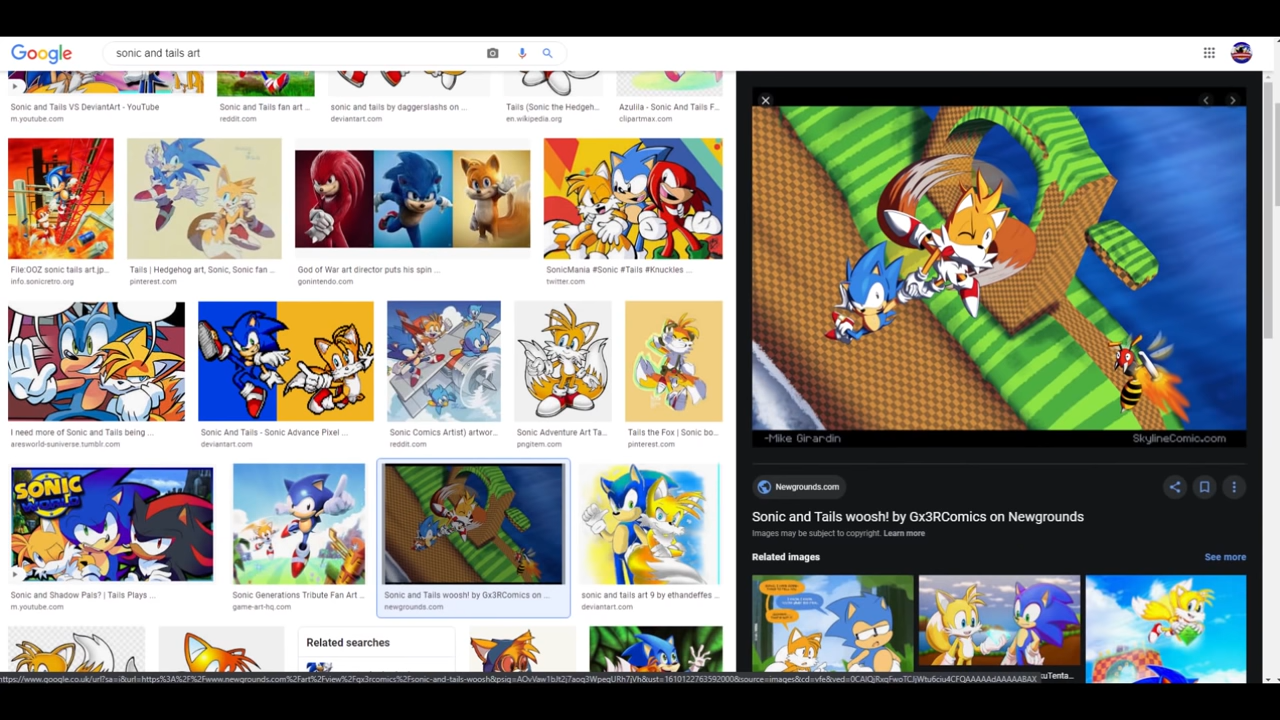 Google
sonic and tails art
Sonic and Tails VS DeviantArt - YouTube
m.youtube.com
Sonic and Tails fan art ...
reddit.com
sonic and tails by daggerslashs on ...
deviantart.com
Tails (Sonic the Hedgeh...
en.wikipedia.org
Azulila - Sonic And Tails F...
clipartmax.com
File:OOZ sonic tails art.jp...
info.sonicretro.org
Tails | Hedgehog art, Sonic, Sonic fan ...
pinterest.com
God of War art director puts his spin ...
gonintendo.com
SonicMania #Sonic #Tails #Knuckles ...
twitter.com
I need more of Sonic and Tails being ...
aresworld-suniverse.tumblr.com
Sonic And Tails - Sonic Advance Pixel ...
deviantart.com
Sonic Comics Artist) artwor...
reddit.com
Sonic Adventure Art Ta...
pngitem.com
Tails the Fox | Sonic bo...
pinterest.com
SONIC
Sonic and Shadow Pals? | Tails Plays ...
m.youtube.com
Sonic Generations Tribute Fan Art ...
game-art-hq.com
Sonic and Tails woosh! by Gx3RComics on ...
newgrounds.com
sonic and tails art 9 by ethandeffes ...
deviantart.com
Related searches
-Mike Girardin
SkylineComic.com
Newgrounds.com
Sonic and Tails woosh! by Gx3RComics on Newgrounds
Images may be subject to copyright. Learn more
Related images
See more